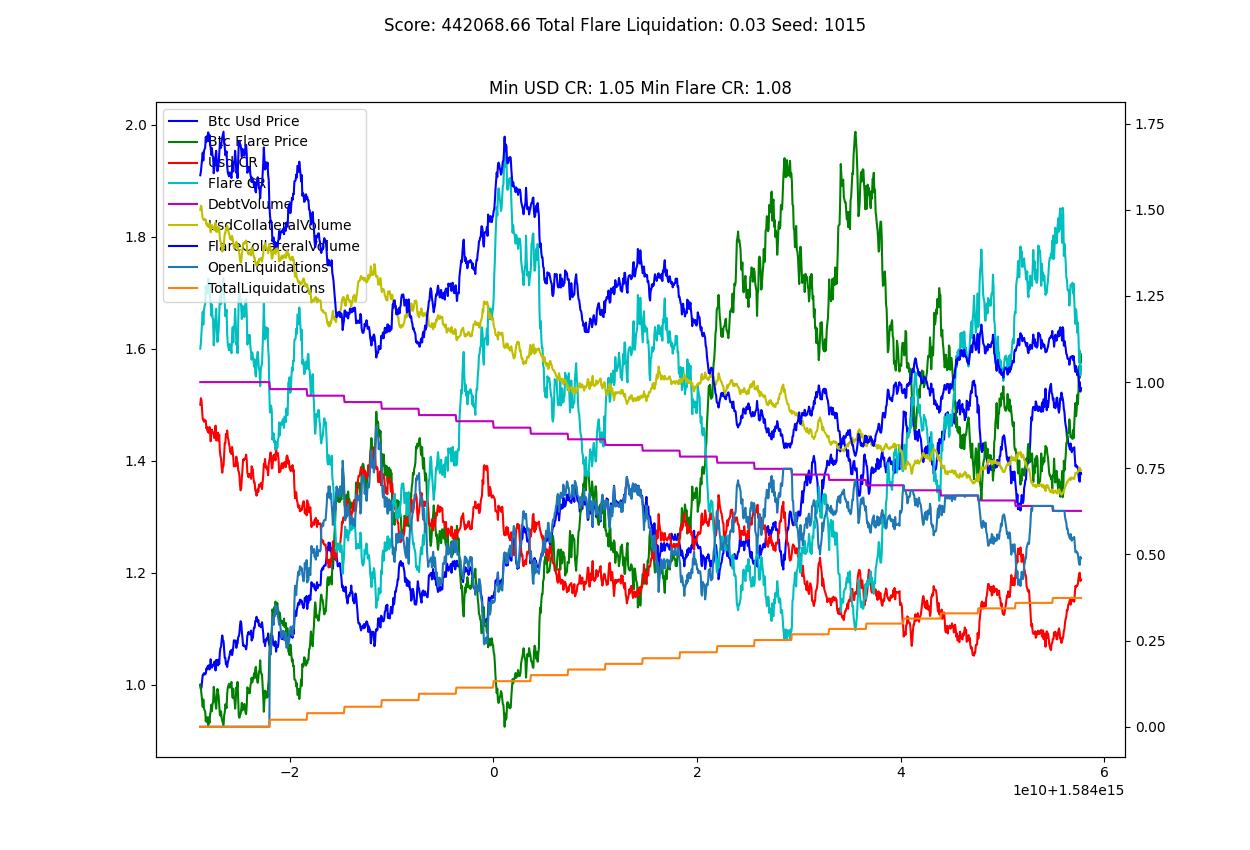 Score: 442068.66 Total Flare Liquidation: 0.03 Seed: 1015
Min USD CR: 1.05 Min Flare CR: 1.08
Btc Usd Price
Btc Flare Price
Usd CR
Flare CR
DebtVolume
UsdCollateralVolume
FlareCollateralVolume
OpenLiquidations
TotalLiquidations
2.0
1.8
1.6
1.4
1.2
1.0
1.75
1.50
1.25
1.00
0.75
0.50
0.25
0.00
−2 0 2 4 6
1e10+1.584e15